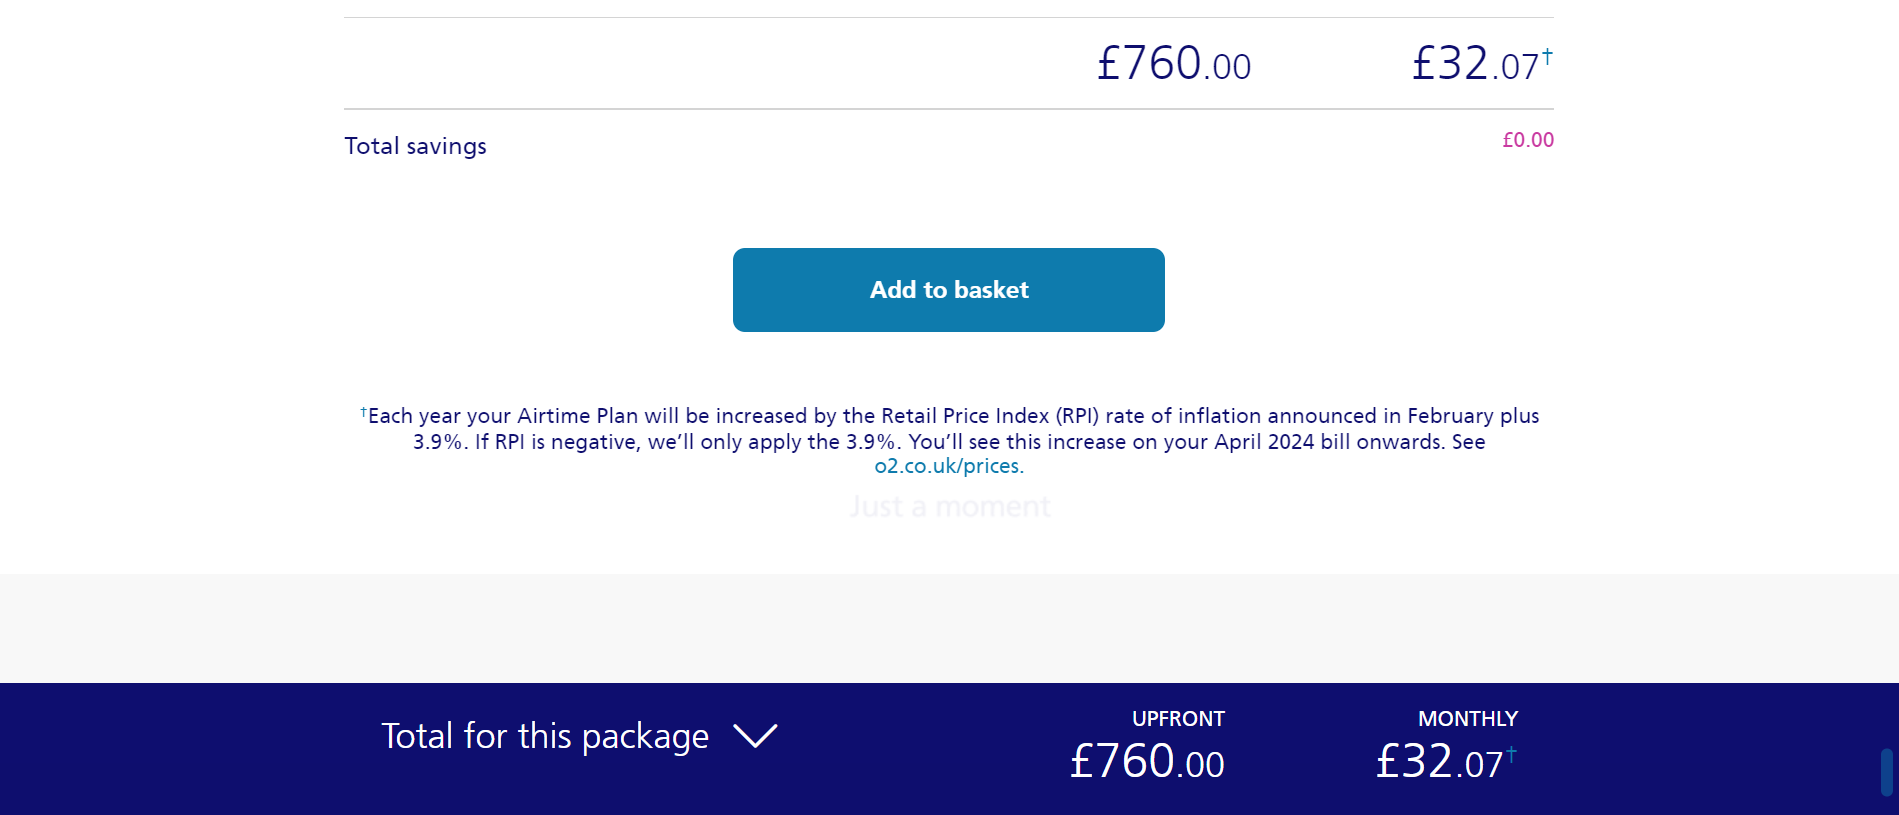 £760.00 £32.07†
Total savings £0.00
Add to basket
†Each year your Airtime Plan will be increased by the Retail Price Index (RPI) rate of inflation announced in February plus
3.9%. If RPI is negative, we’ll only apply the 3.9%. You’ll see this increase on your April 2024 bill onwards. See
o2.co.uk/prices.
Just a moment
UPFRONT MONTHLY
Total for this package £760.00 £32.07†